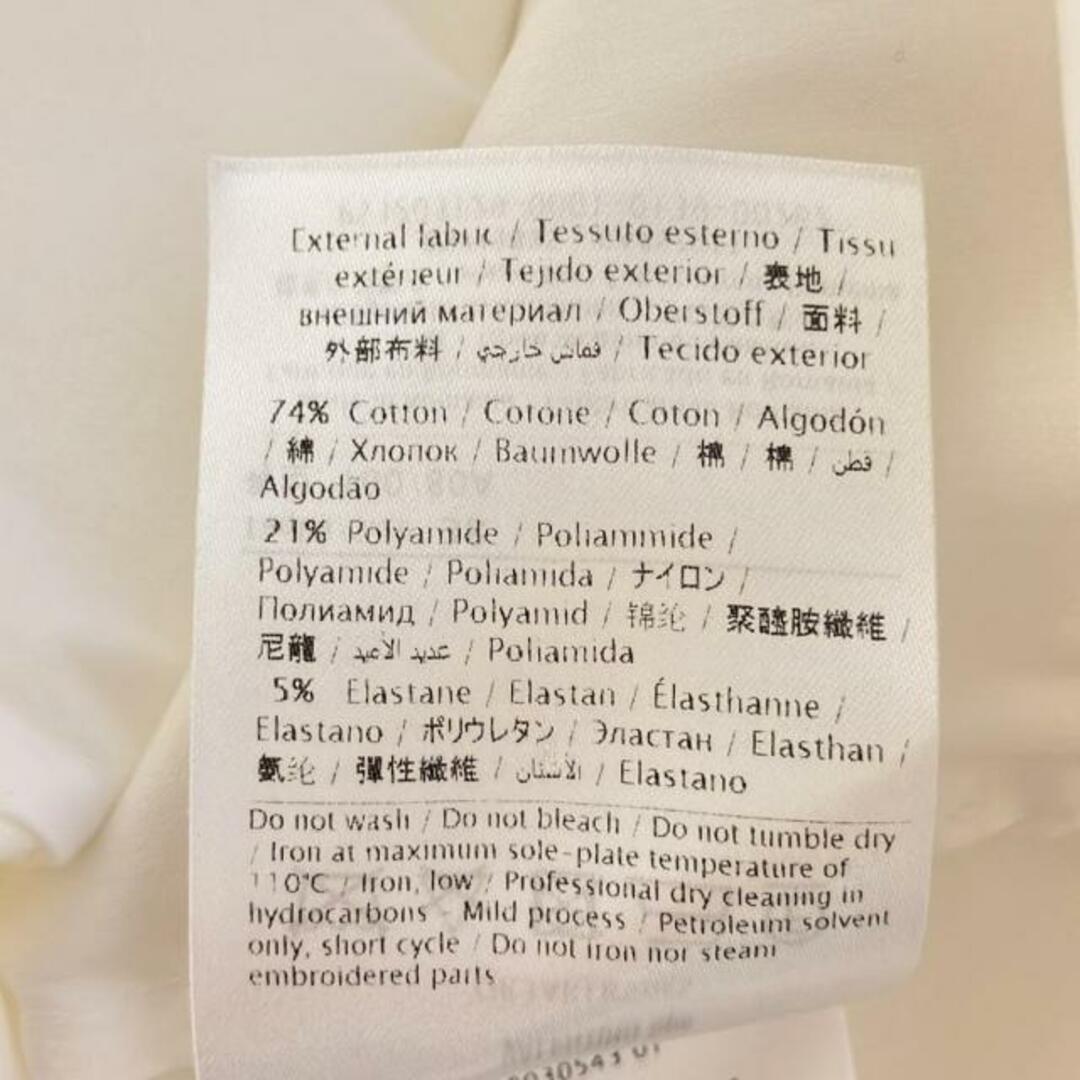 External fabric / Tessuto esterno / Tissu
extérieur / Tejido exterior / 表地 /
внешний материал / Oberstoff / 面料 /
外部布料 / قماش خارجي / Tecido exterior
74% Cotton / Cotone / Coton / Algodón
/ 綿 / Хлопок / Baumwolle / 棉 / 棉 / قطن /
Algodão
21% Polyamide / Poliammide /
Polyamide / Poliamida / ナイロン /
Полиамид / Polyamid / 锦纶 / 聚醯胺纖維 /
尼龍 / عديد الأميد / Poliamida
5% Elastane / Elastan / Élasthanne /
Elastano / ポリウレタン / Эластан / Elasthan /
氨纶 / 彈性纖維 / الأستان / Elastano
Do not wash / Do not bleach / Do not tumble dry
/ Iron at maximum sole-plate temperature of
110°C / Iron, low / Professional dry cleaning in
hydrocarbons - Mild process / Petroleum solvent
only, short cycle / Do not iron nor steam
embroidered parts